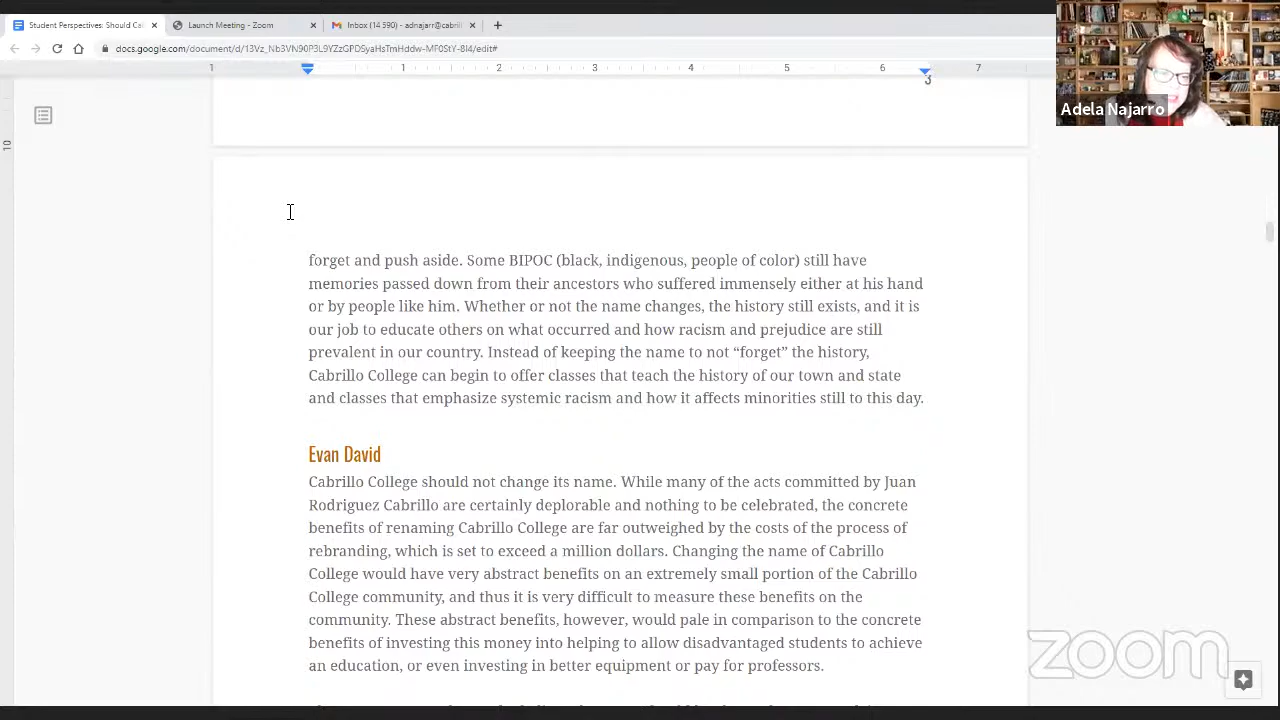 Student Perspectives: Should Cal
Launch Meeting - Zoom
Inbox (14,590) - adnajarr@cabril
docs.google.com/document/d/
1 1 2 3 4 5 6 7
3
10
Adela Najarro
forget and push aside. Some BIPOC (black, indigenous, people of color) still have
memories passed down from their ancestors who suffered immensely either at his hand
or by people like him. Whether or not the name changes, the history still exists, and it is
our job to educate others on what occurred and how racism and prejudice are still
prevalent in our country. Instead of keeping the name to not “forget” the history,
Cabrillo College can begin to offer classes that teach the history of our town and state
and classes that emphasize systemic racism and how it affects minorities still to this day.
Evan David
Cabrillo College should not change its name. While many of the acts committed by Juan
Rodriguez Cabrillo are certainly deplorable and nothing to be celebrated, the concrete
benefits of renaming Cabrillo College are far outweighed by the costs of the process of
rebranding, which is set to exceed a million dollars. Changing the name of Cabrillo
College would have very abstract benefits on an extremely small portion of the Cabrillo
College community, and thus it is very difficult to measure these benefits on the
community. These abstract benefits, however, would pale in comparison to the concrete
benefits of investing this money into helping to allow disadvantaged students to achieve
an education, or even investing in better equipment or pay for professors.
zoom